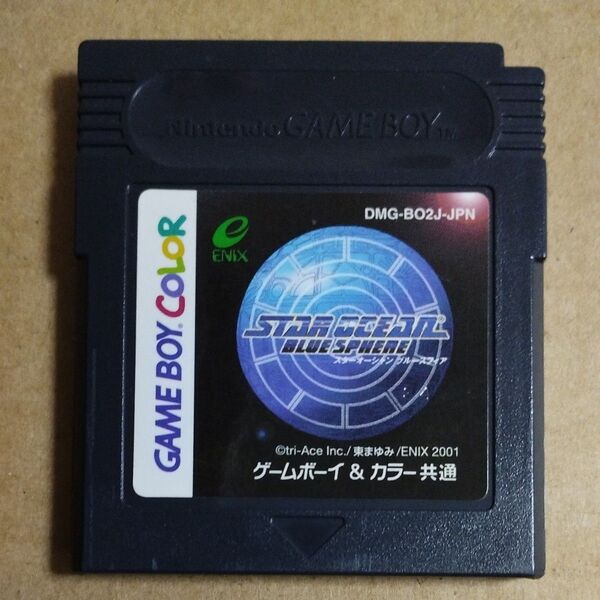 Nintendo GAME BOY TM
GAME BOY COLOR
DMG-BO2J-JPN
ENIX
STAR OCEAN®
BLUE SPHERE
スターオーシャン ブルースフィア
©tri-Ace Inc./東まゆみ/ENIX 2001
ゲームボーイ & カラー共通